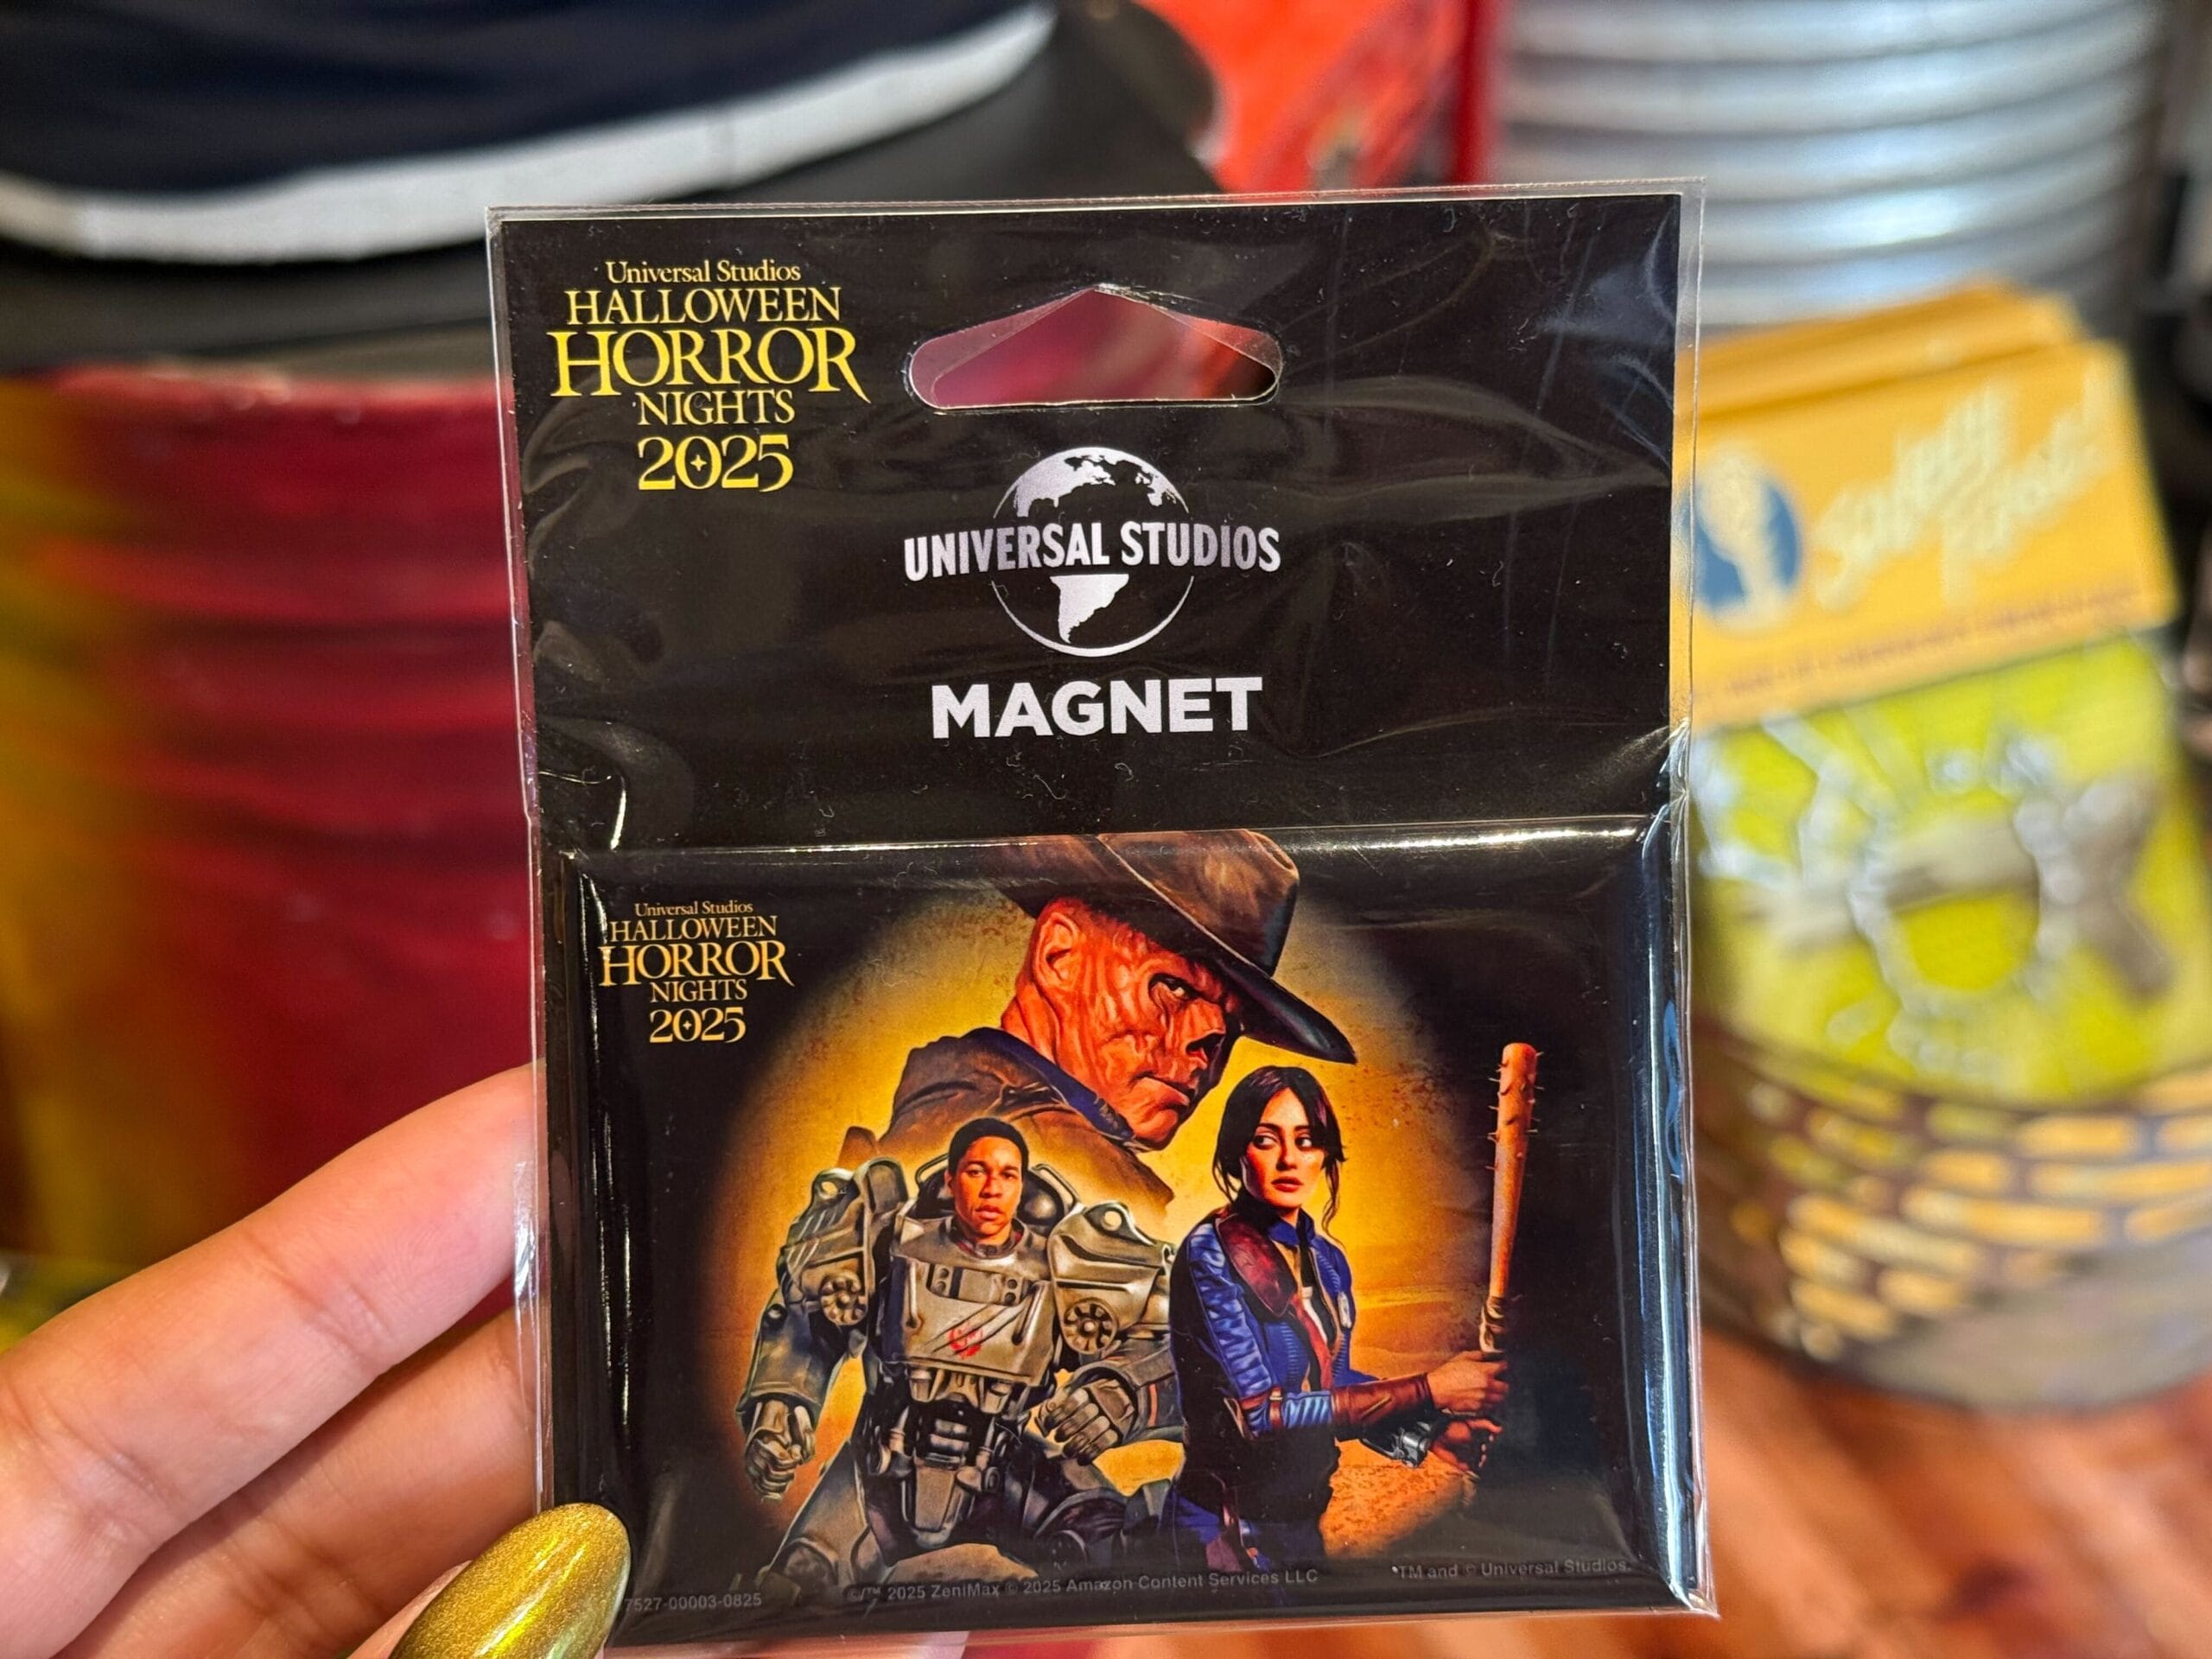 Universal Studios
HALLOWEEN
HORROR
NIGHTS
2025
UNIVERSAL STUDIOS
MAGNET
Universal Studios
HALLOWEEN
HORROR
NIGHTS
2025
7527-00003-0825
©/™ 2025 ZeniMax © 2025 Amazon Content Services LLC
*TM and © Universal Studios.